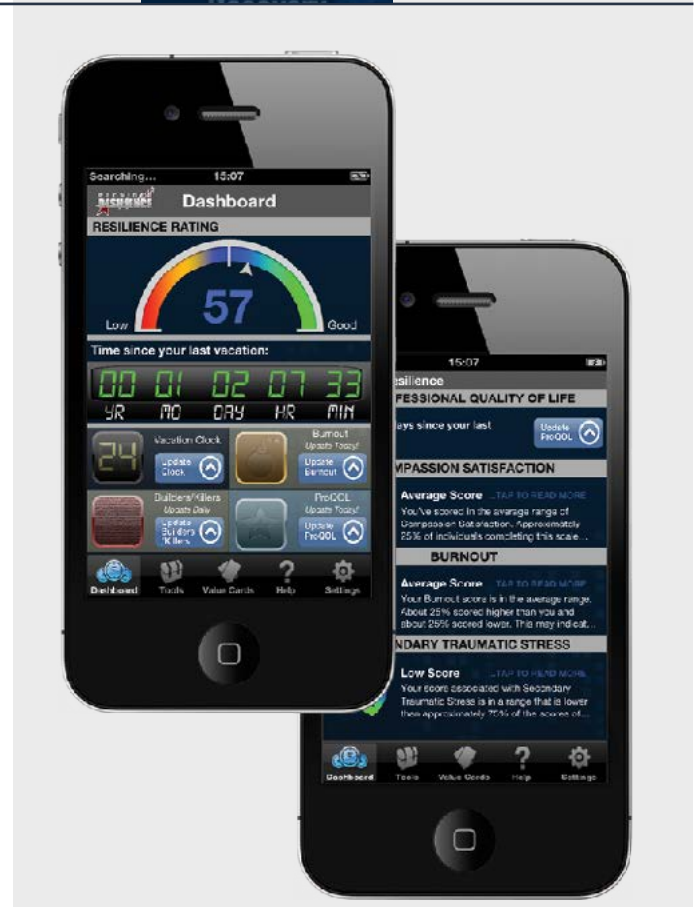 Searching... 15:07
RESILIENCE
Dashboard
RESILIENCE RATING
57
Low Good
Time since your last vacation:
00 01 02 07 33
YR MO DAY HR MIN
Vacation Clock
Update
Clock
Burnout
Update Today!
Update
Burnout
Builders/Killers
Update Daily
Update
Builders
/Killers
ProQOL
Update Today!
Update
ProQOL
Dashboard Tools Value Cards Help Settings
15:07
esilience
FESSIONAL QUALITY OF LIFE
ays since your last
Update
ProQOL
MPASSION SATISFACTION
Average Score ...TAP TO READ MORE
You've scored in the average range of
Compassion Satisfaction. Approximately
25% of individuals completing this scale...
BURNOUT
Average Score ...TAP TO READ MORE
Your Burnout score is in the average range.
About 25% scored higher than you and
about 25% scored lower. This may indicat...
NDARY TRAUMATIC STRESS
Low Score ...TAP TO READ MORE
Your score associated with Secondary
Traumatic Stress is in a range that is lower
than approximately 75% of the scores of...
Dashboard Tools Value Cards Help Settings